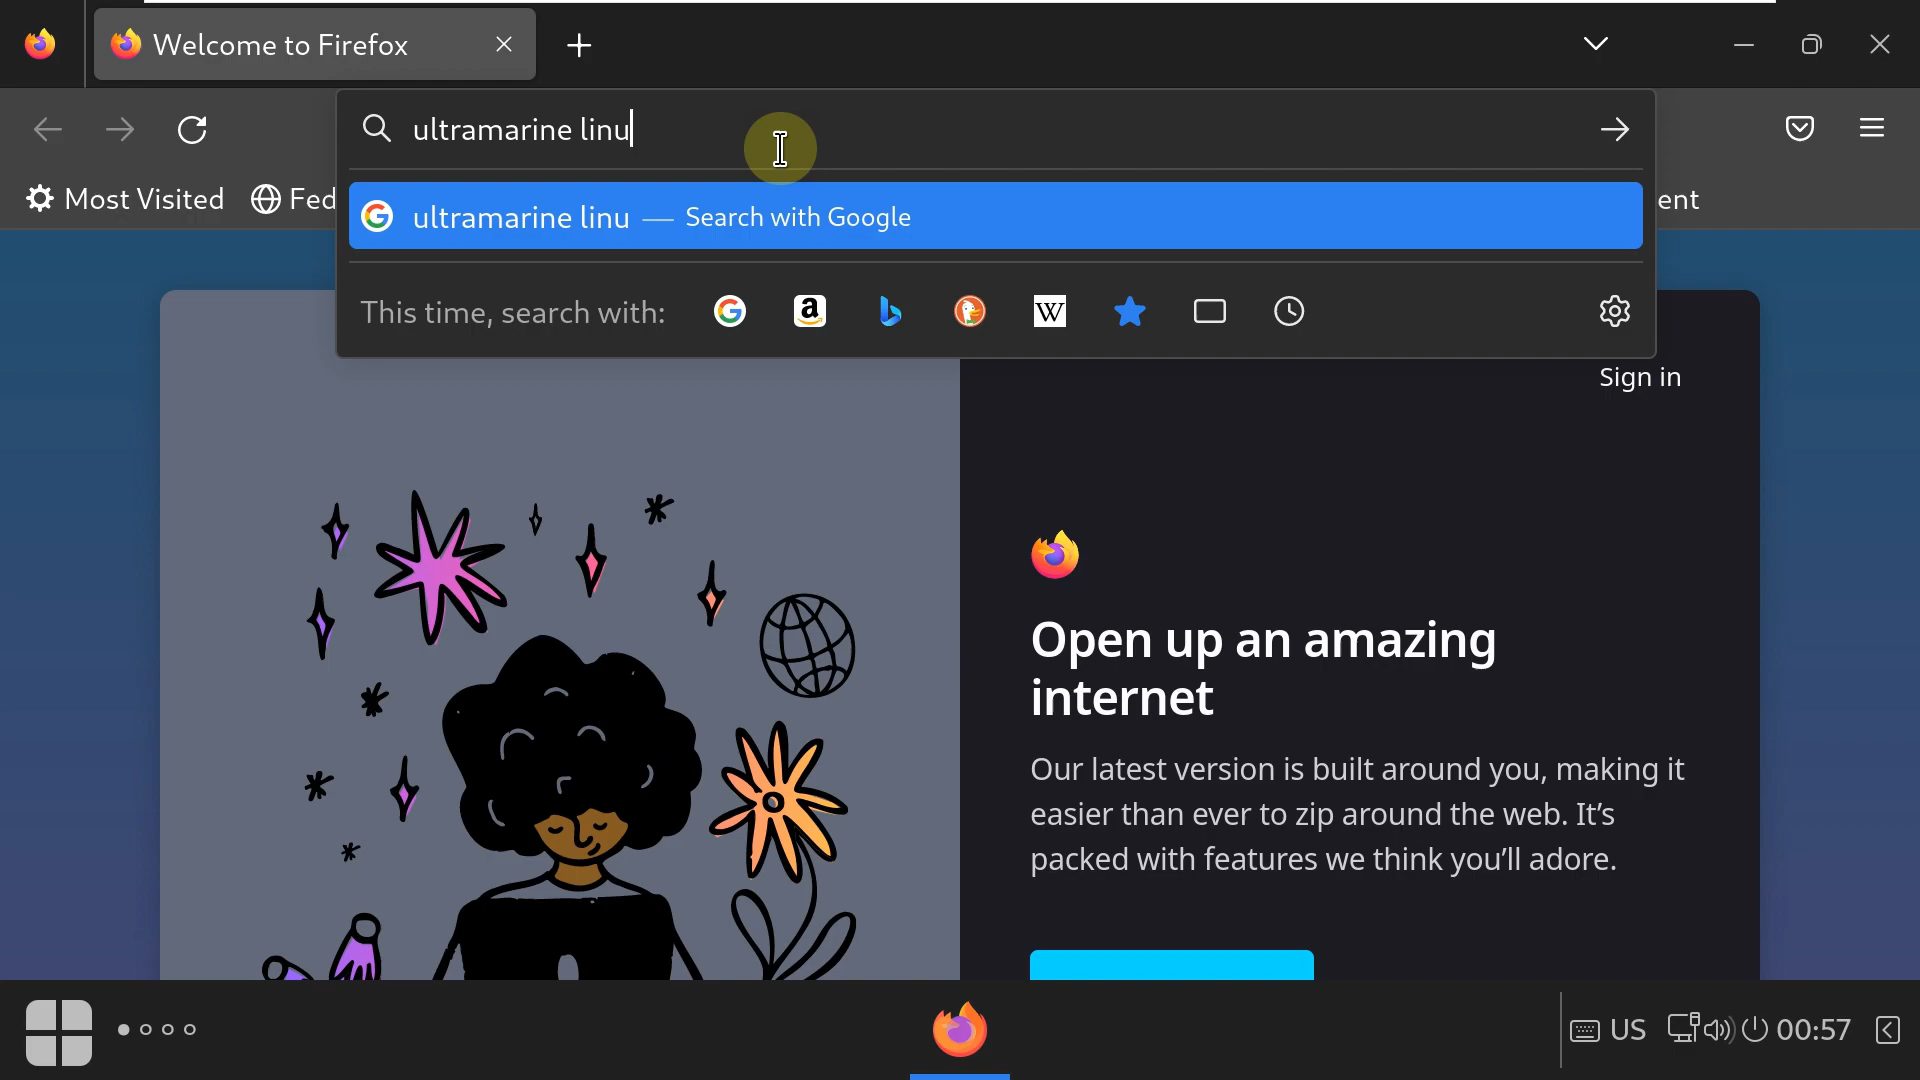 Welcome to Firefox
ultramarine linu
Most Visited
Fed
ent
ultramarine linu — Search with Google
This time, search with:
Sign in
Open up an amazing
internet
Our latest version is built around you, making it
easier than ever to zip around the web. It's
packed with features we think you'll adore.
US
00:57